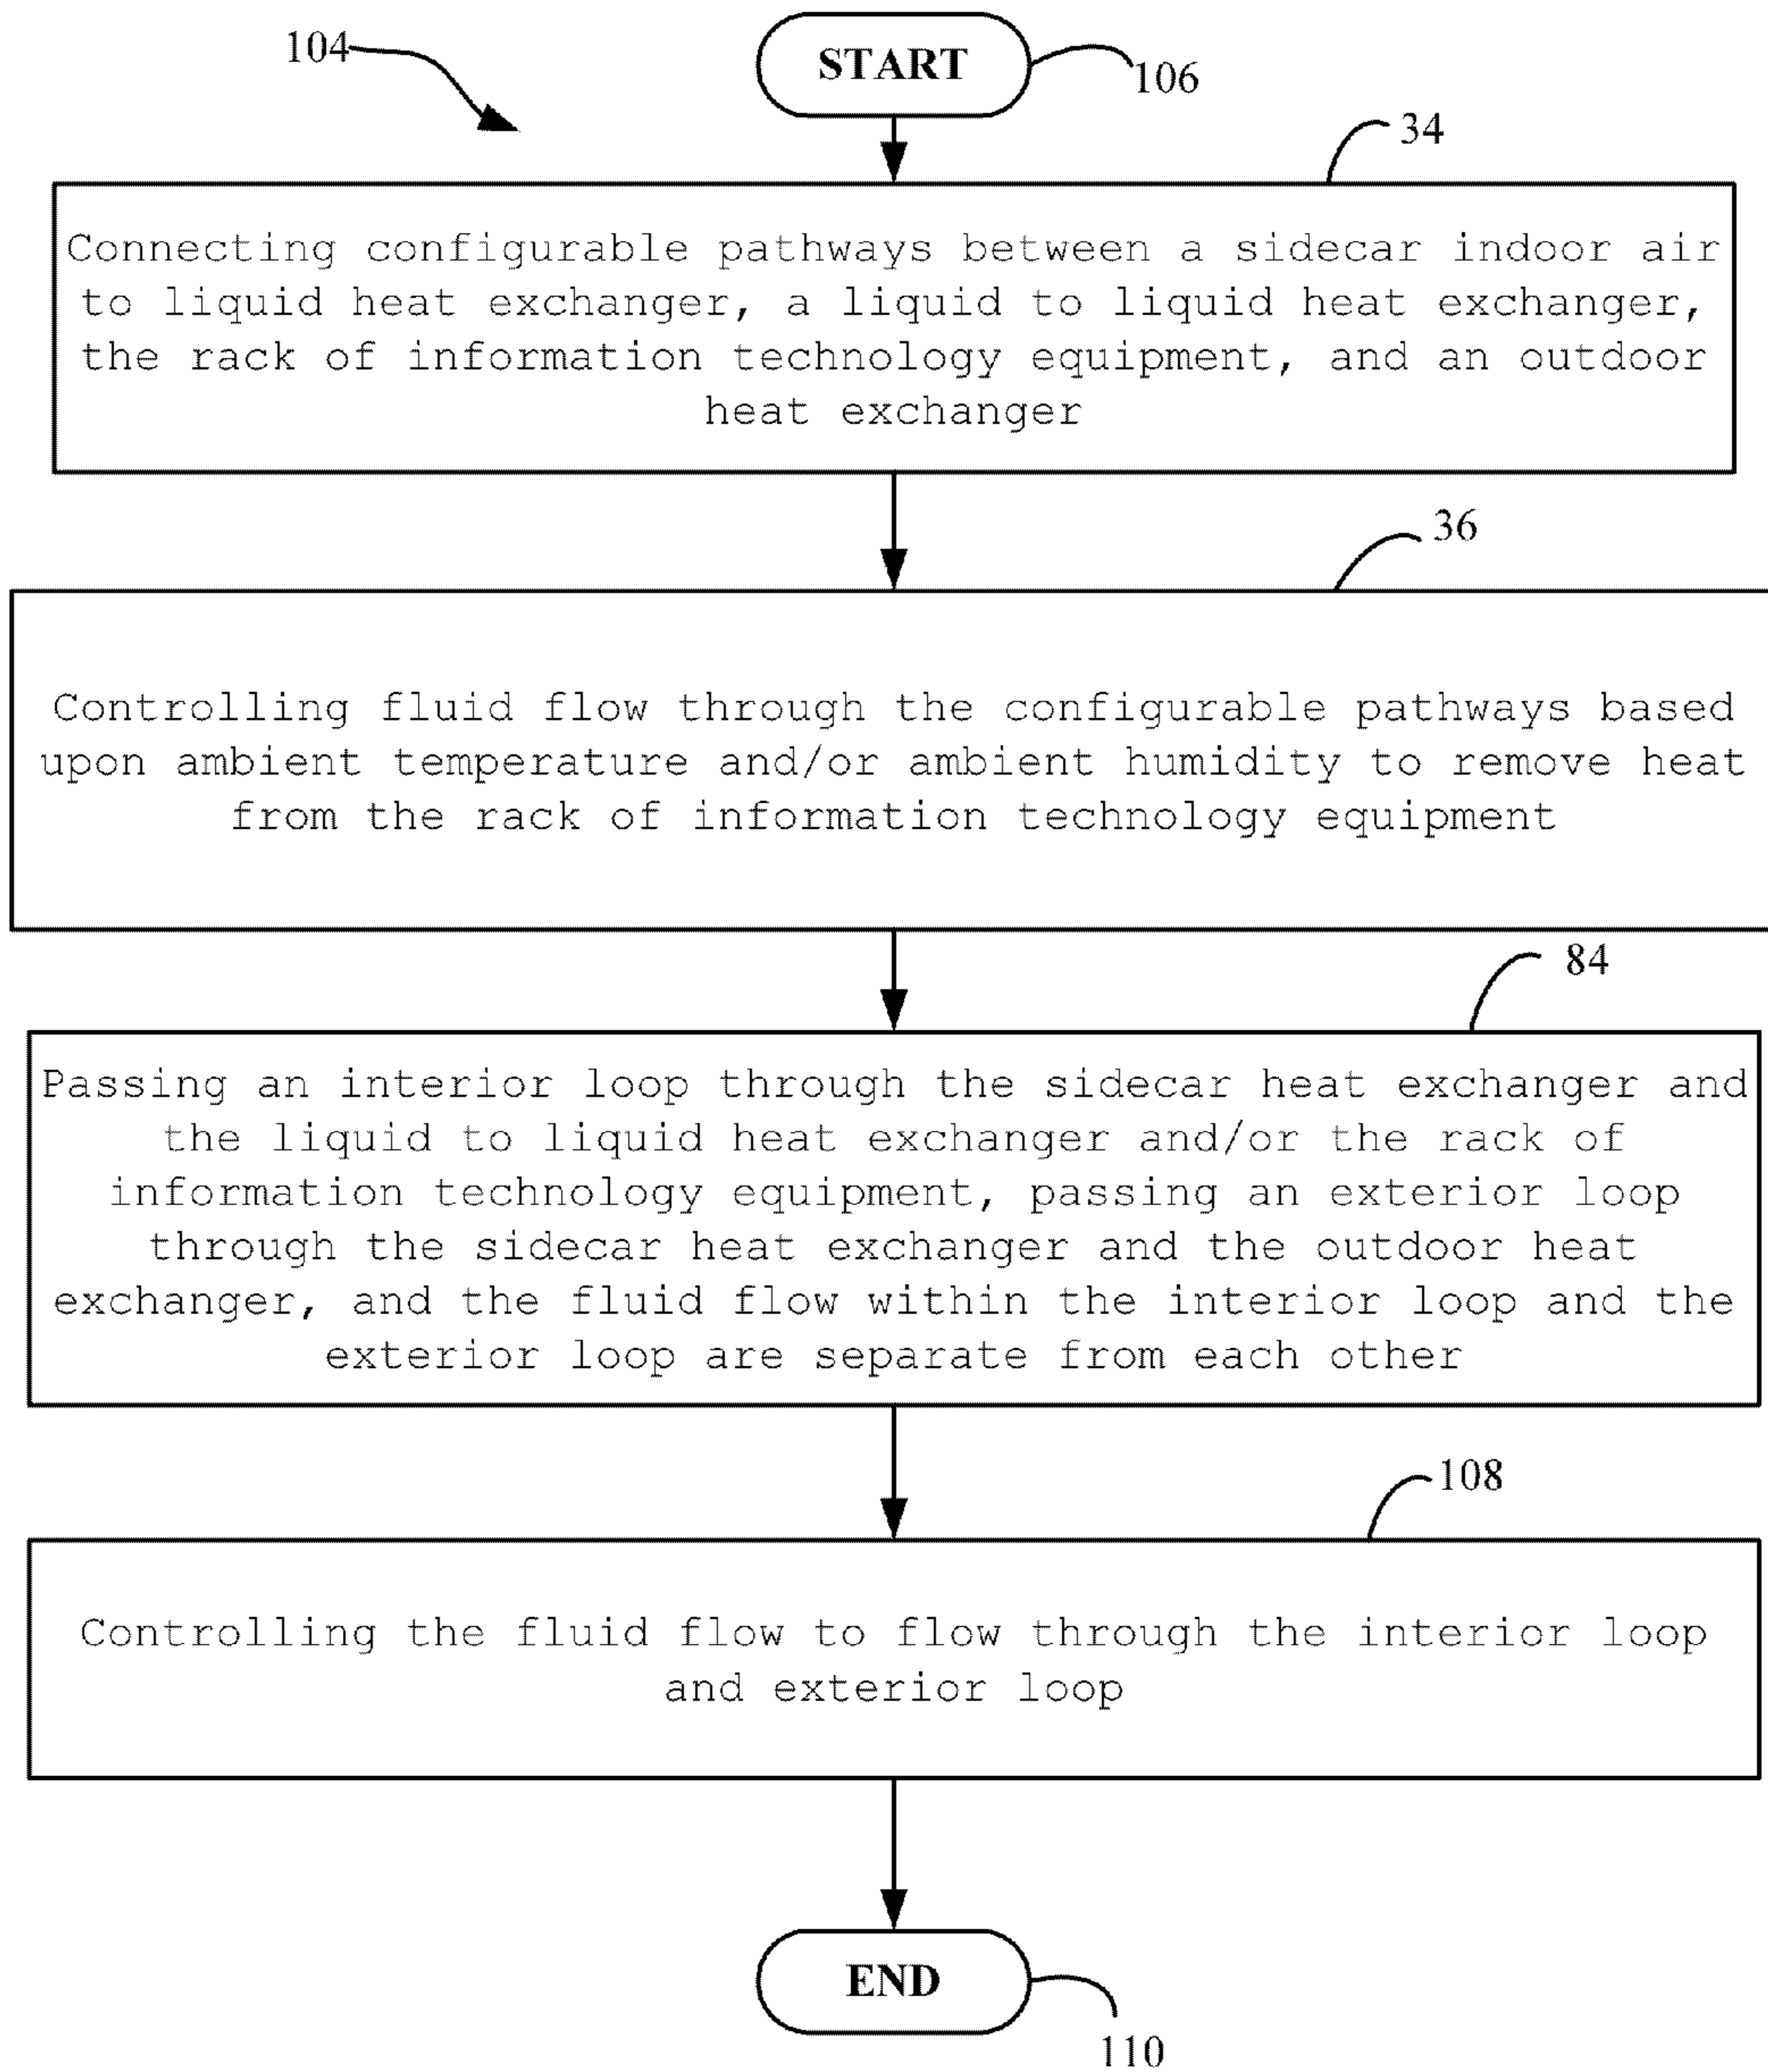 104
START
106
34
Connecting configurable pathways between a sidecar indoor air
to liquid heat exchanger, a liquid to liquid heat exchanger,
the rack of information technology equipment, and an outdoor
heat exchanger
36
Controlling fluid flow through the configurable pathways based
upon ambient temperature and/or ambient humidity to remove heat
from the rack of information technology equipment
84
Passing an interior loop through the sidecar heat exchanger and
the liquid to liquid heat exchanger and/or the rack of
information technology equipment, passing an exterior loop
through the sidecar heat exchanger and the outdoor heat
exchanger, and the fluid flow within the interior loop and the
exterior loop are separate from each other
108
Controlling the fluid flow to flow through the interior loop
and exterior loop
END
110